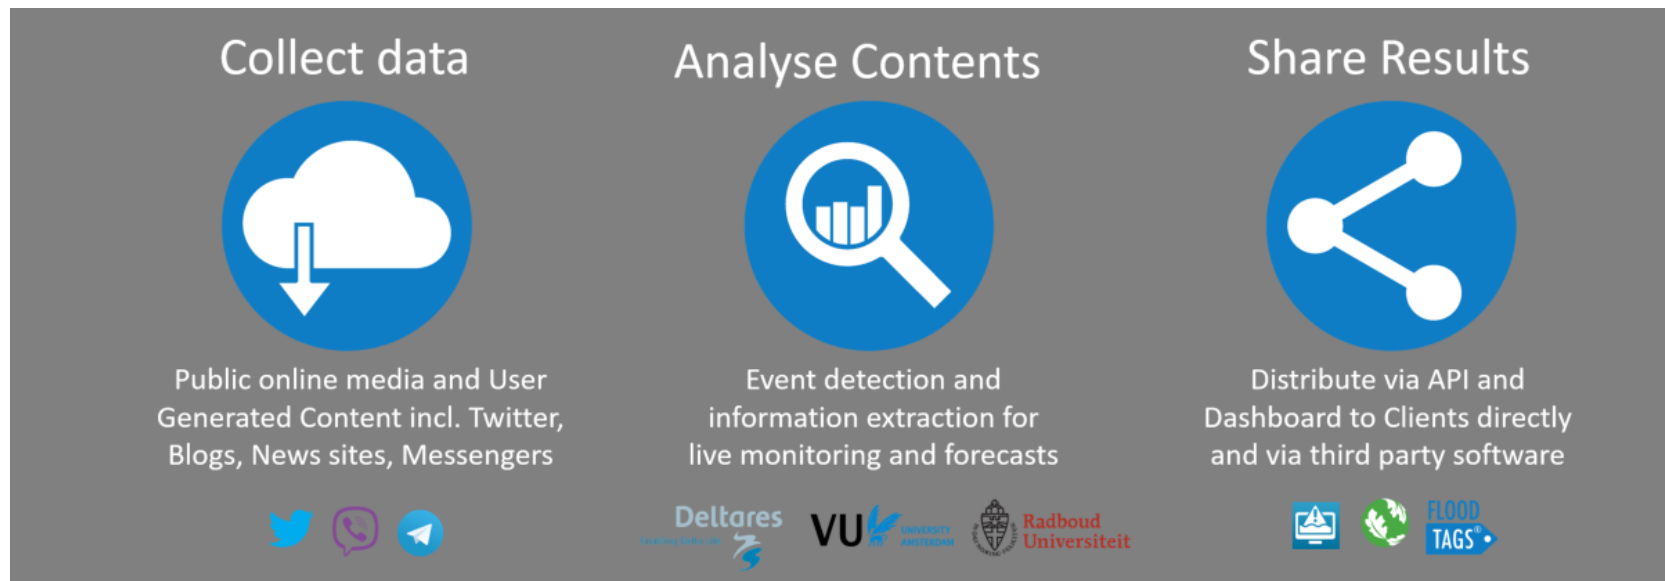 Collect data
Public online media and User
Generated Content incl. Twitter,
Blogs, News sites, Messengers
Analyse Contents
Event detection and
information extraction for
live monitoring and forecasts
Deltares
VU UNIVERSITY
AMSTERDAM
Radboud
Universiteit
Share Results
Distribute via API and
Dashboard to Clients directly
and via third party software
FLOOD
TAGS®